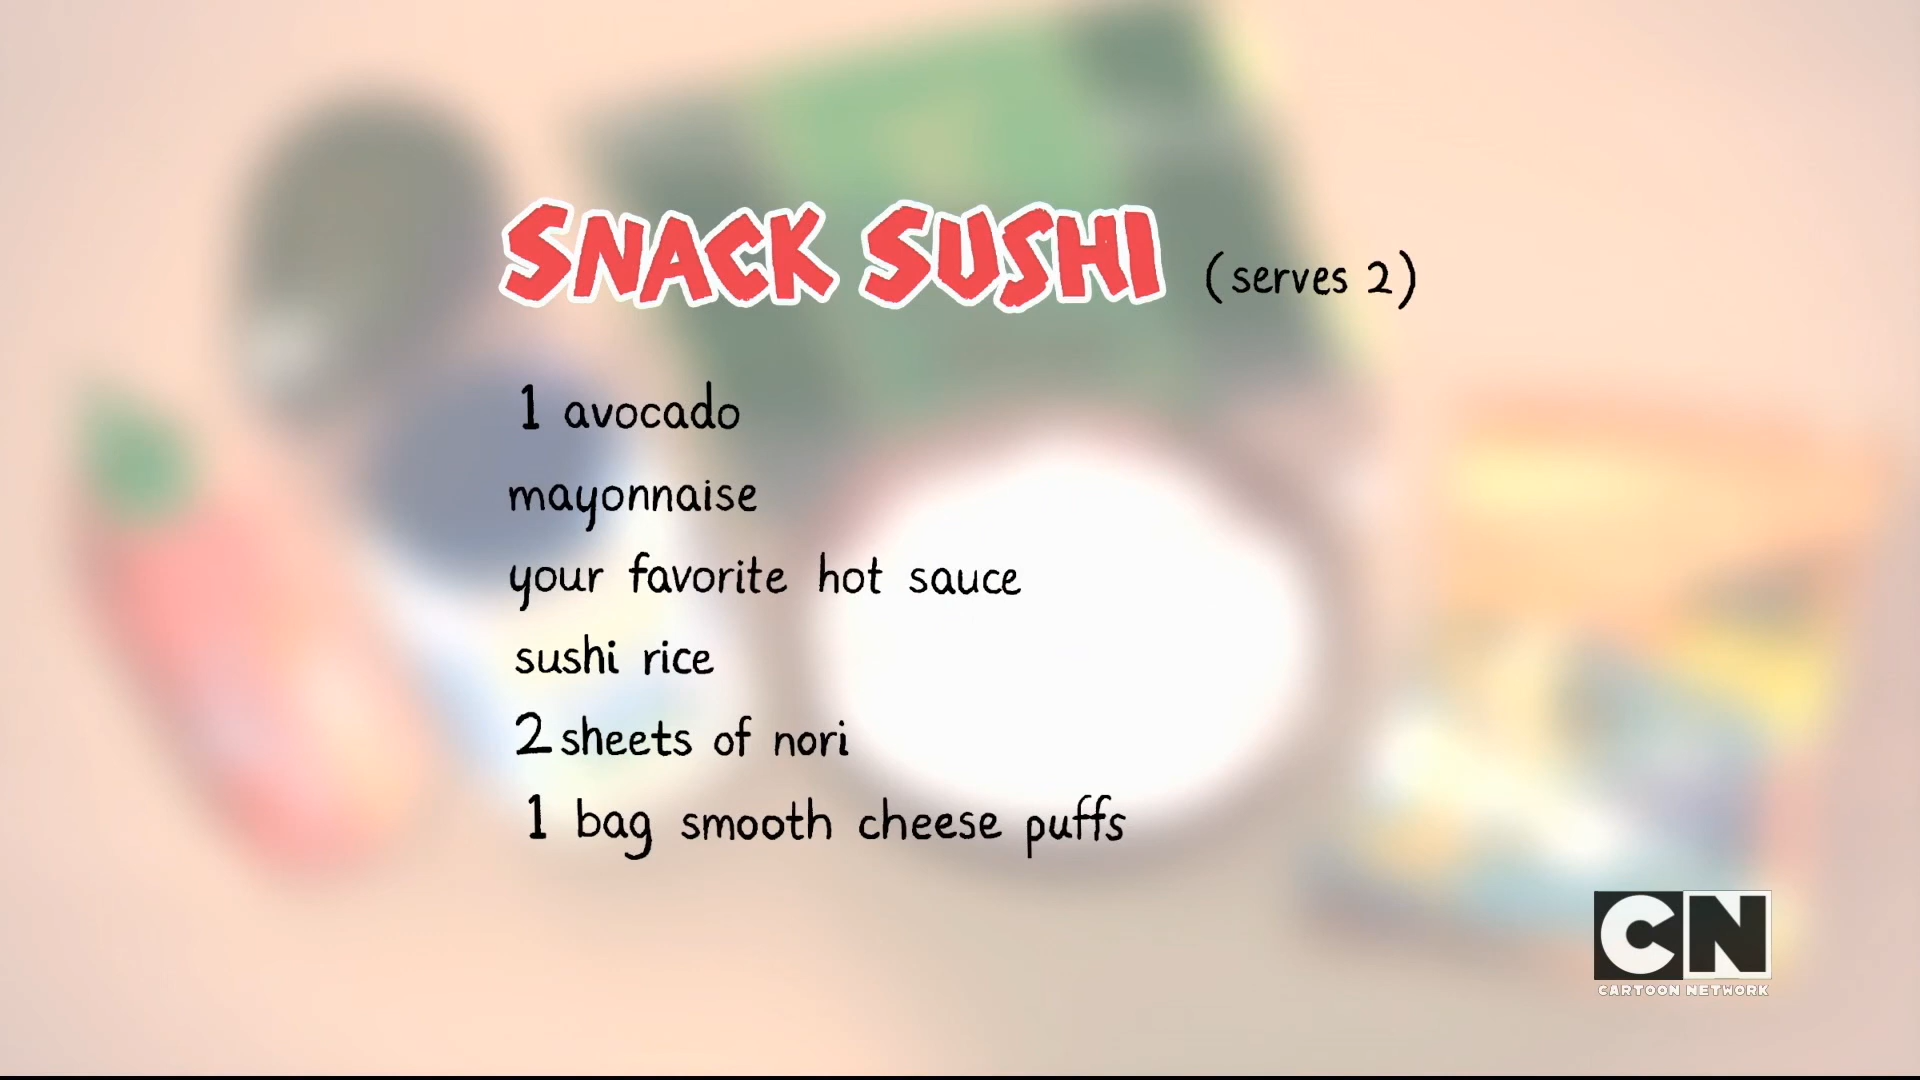 SNACK SUSHI (serves 2)
1 avocado
mayonnaise
your favorite hot sauce
sushi rice
2 sheets of nori
1 bag smooth cheese puffs
CN
CARTOON NETWORK